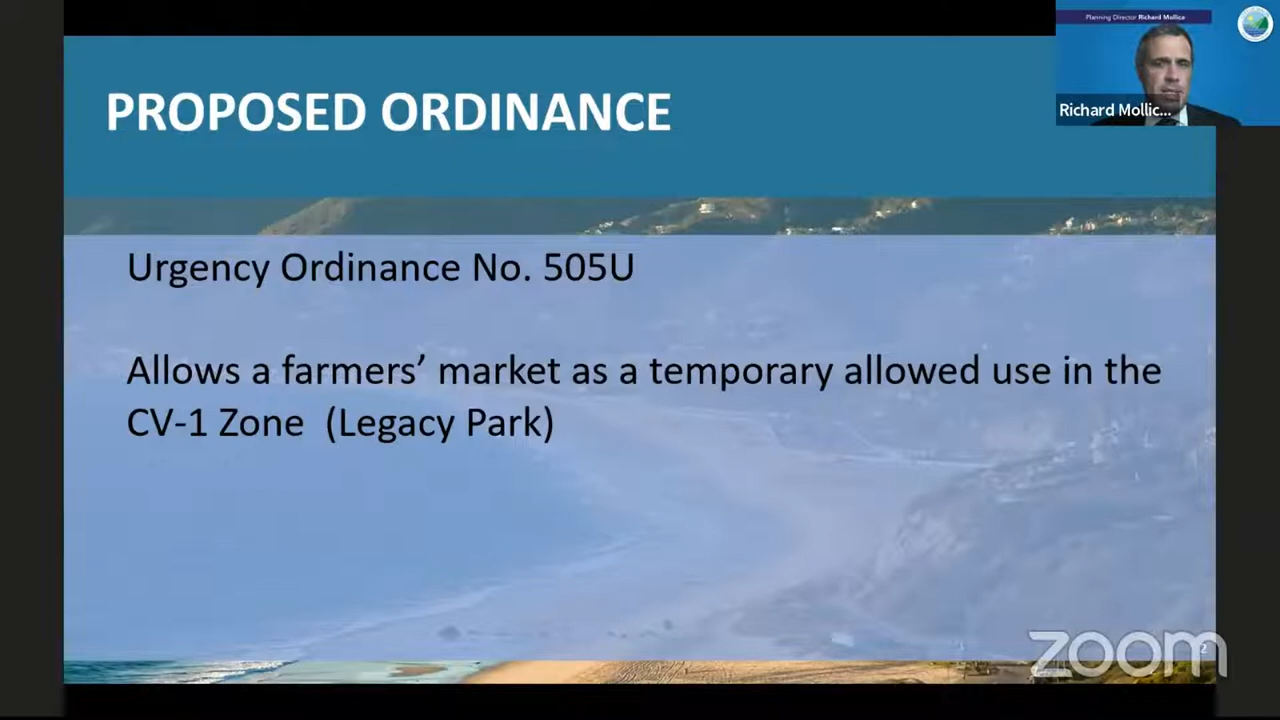 Planning Director Richard Mollica
Richard Mollic...
PROPOSED ORDINANCE
Urgency Ordinance No. 505U
Allows a farmers’ market as a temporary allowed use in the
CV-1 Zone (Legacy Park)
2
zoom